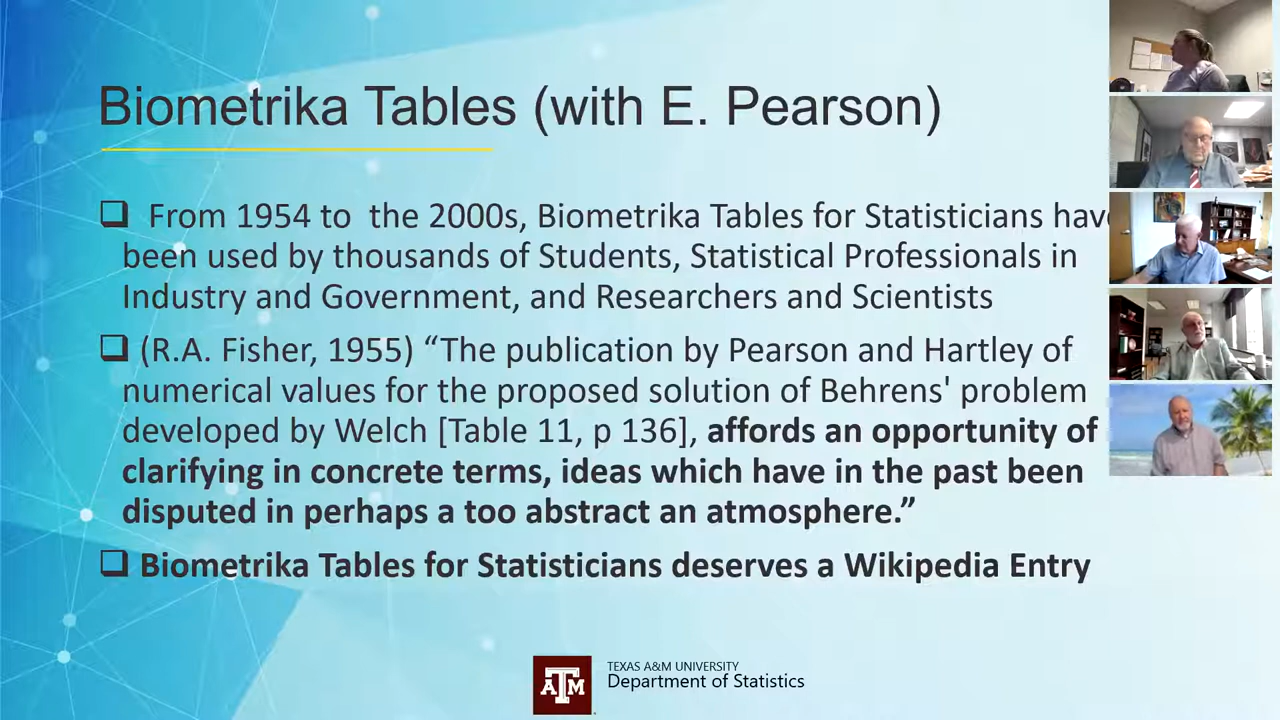 Biometrika Tables (with E. Pearson)
From 1954 to the 2000s, Biometrika Tables for Statisticians have
been used by thousands of Students, Statistical Professionals in
Industry and Government, and Researchers and Scientists
(R.A. Fisher, 1955) “The publication by Pearson and Hartley of
numerical values for the proposed solution of Behrens' problem
developed by Welch [Table 11, p 136], affords an opportunity of
clarifying in concrete terms, ideas which have in the past been
disputed in perhaps a too abstract an atmosphere.”
Biometrika Tables for Statisticians deserves a Wikipedia Entry
ATM
TEXAS A&M UNIVERSITY
Department of Statistics